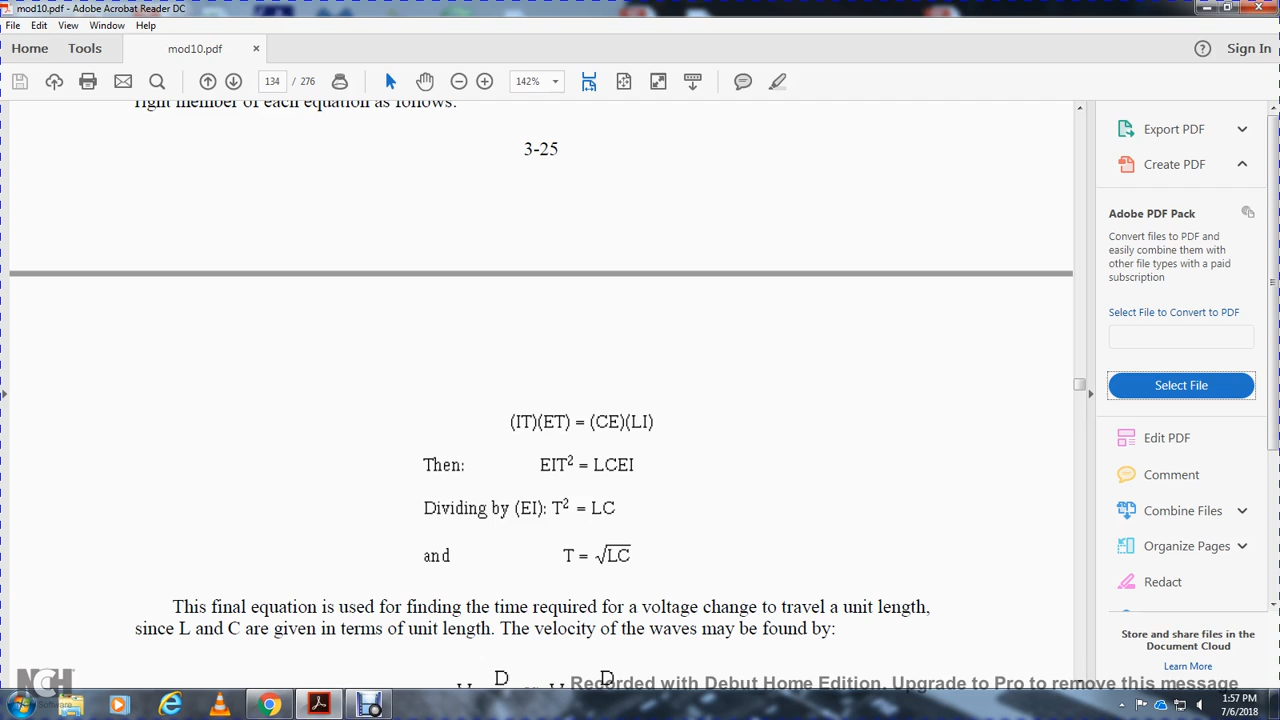 mod10.pdf - Adobe Acrobat Reader DC
File Edit View Window Help
Home Tools mod10.pdf × Sign In
134 / 276 142%
right member of each equation as follows:
3-25
(IT)(ET) = (CE)(LI)
Then: EIT² = LCEI
Dividing by (EI): T² = LC
and T = √LC
This final equation is used for finding the time required for a voltage change to travel a unit length,
since L and C are given in terms of unit length. The velocity of the waves may be found by:
D D
Export PDF
Create PDF
Adobe PDF Pack
Convert files to PDF and
easily combine them with
other file types with a paid
subscription
Select File to Convert to PDF
Select File
Edit PDF
Comment
Combine Files
Organize Pages
Redact
Store and share files in the
Document Cloud
Learn More
NCH
Software
Recorded with Debut Home Edition. Upgrade to Pro to remove this message
1:57 PM
7/6/2018